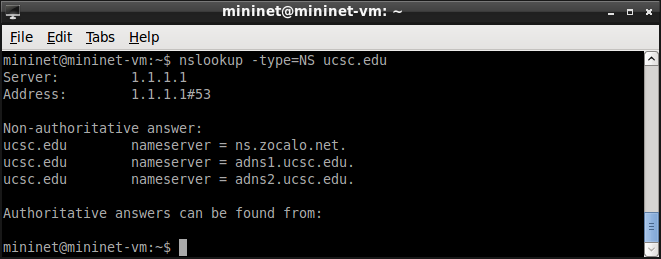 mininet@mininet-vm: ~
File Edit Tabs Help
mininet@mininet-vm:~$ nslookup -type=NS ucsc.edu
Server:         1.1.1.1
Address:        1.1.1.1#53

Non-authoritative answer:
ucsc.edu        nameserver = ns.zocalo.net.
ucsc.edu        nameserver = adns1.ucsc.edu.
ucsc.edu        nameserver = adns2.ucsc.edu.

Authoritative answers can be found from:

mininet@mininet-vm:~$